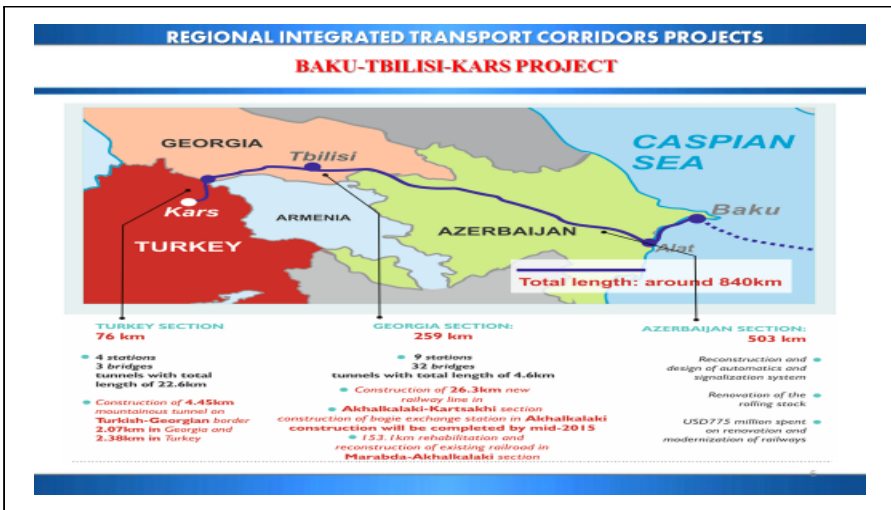 REGIONAL INTEGRATED TRANSPORT CORRIDORS PROJECTS
BAKU-TBILISI-KARS PROJECT
GEORGIA
Tbilisi
CASPIAN
SEA
Kars
ARMENIA
Baku
TURKEY
AZERBAIJAN
Alat
Total length: around 840km
TURKEY SECTION
76 km
4 stations
3 bridges
tunnels with total
length of 22.6km
Construction of 4.45km
mountainous tunnel on
Turkish-Georgian border
2.07km in Georgia and
2.38km in Turkey
GEORGIA SECTION:
259 km
9 stations
32 bridges
tunnels with total length of 4.6km
Construction of 26.3km new
railway line in
Akhalkalaki-Kartsakhi section
construction of bogie exchange station in Akhalkalaki
construction will be completed by mid-2015
153.1km rehabilitation and
reconstruction of existing railroad in
Marabda-Akhalkalaki section
AZERBAIJAN SECTION:
503 km
Reconstruction and
design of automatics and
signalization system
Renovation of the
rolling stock
USD775 million spent
on renovation and
modernization of railways